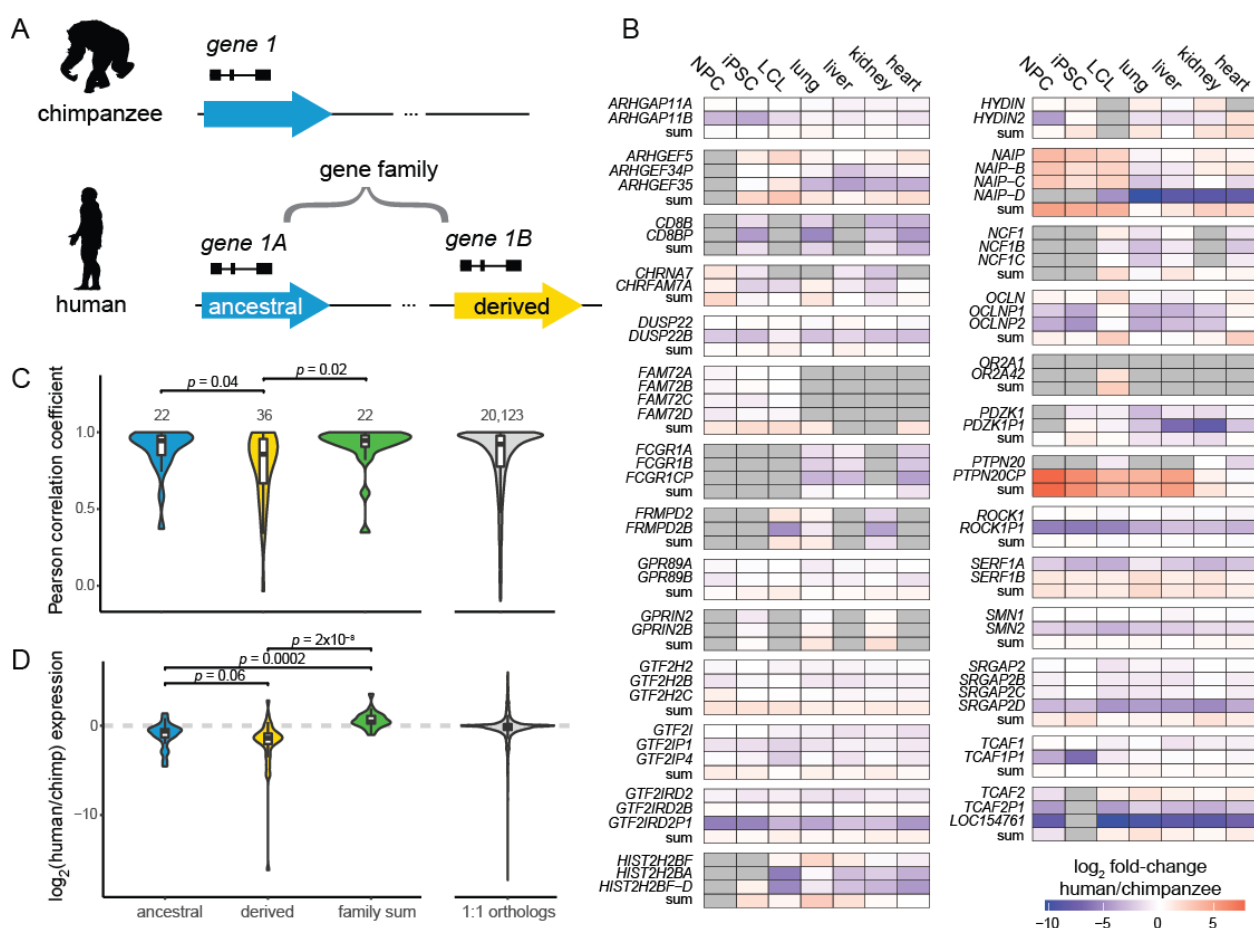 A
gene 1
chimpanzee
...
gene family
gene 1A
gene 1B
human
ancestral
...
derived
B
NPC
iPSC
LCL
lung
liver
kidney
heart
ARHGAP11A
ARHGAP11B
sum
ARHGEF5
ARHGEF34P
ARHGEF35
sum
CD8B
CD8BP
sum
CHRNA7
CHRFAM7A
sum
DUSP22
DUSP22B
sum
FAM72A
FAM72B
FAM72C
FAM72D
sum
FCGR1A
FCGR1B
FCGR1CP
sum
FRMPD2
FRMPD2B
sum
GPR89A
GPR89B
sum
GPRIN2
GPRIN2B
sum
GTF2H2
GTF2H2B
GTF2H2C
sum
GTF2I
GTF2IP1
GTF2IP4
sum
GTF2IRD2
GTF2IRD2B
GTF2IRD2P1
sum
HIST2H2BF
HIST2H2BA
HIST2H2BF-D
sum
NPC
iPSC
LCL
lung
liver
kidney
heart
HYDIN
HYDIN2
sum
NAIP
NAIP-B
NAIP-C
NAIP-D
sum
NCF1
NCF1B
NCF1C
sum
OCLN
OCLNP1
OCLNP2
sum
OR2A1
OR2A42
sum
PDZK1
PDZK1P1
sum
PTPN20
PTPN20CP
sum
ROCK1
ROCK1P1
sum
SERF1A
SERF1B
sum
SMN1
SMN2
sum
SRGAP2
SRGAP2B
SRGAP2C
SRGAP2D
sum
TCAF1
TCAF1P1
sum
TCAF2
TCAF2P1
LOC154761
sum
log2 fold-change
human/chimpanzee
−10 −5 0 5
C
Pearson correlation coefficient
p = 0.04
p = 0.02
22 36 22 20,123
1.0
0.5
0.0
D
log2(human/chimp) expression
p = 2x10⁻⁸
p = 0.0002
p = 0.06
0
−10
ancestral derived family sum 1:1 orthologs